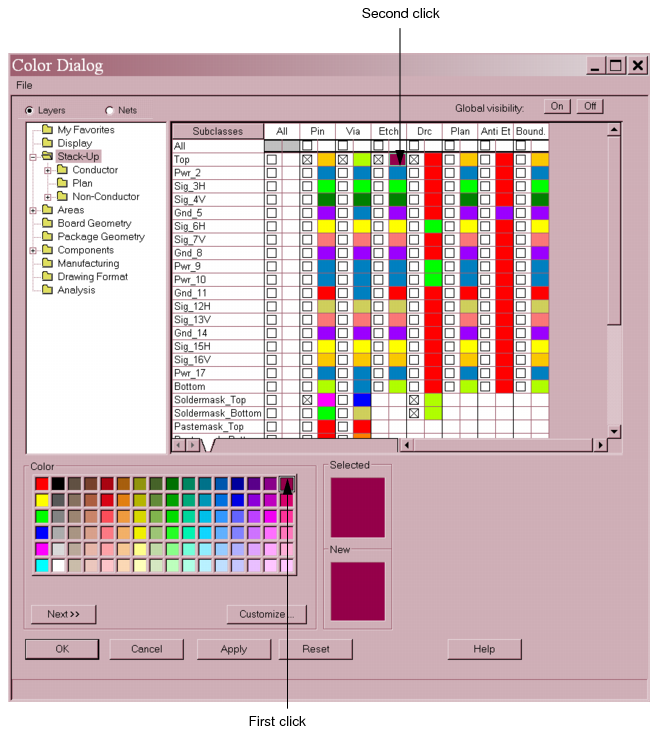 Second click
Color Dialog
File
Layers Nets Global visibility: On Off
My Favorites
Display
Stack-Up
Conductor
Plan
Non-Conductor
Areas
Board Geometry
Package Geometry
Components
Manufacturing
Drawing Format
Analysis
Subclasses All Pin Via Etch Drc Plan Anti Et Bound.
All
Top
Pwr_2
Sig_3H
Sig_4V
Gnd_5
Sig_6H
Sig_7V
Gnd_8
Pwr_9
Pwr_10
Gnd_11
Sig_12H
Sig_13V
Gnd_14
Sig_15H
Sig_16V
Pwr_17
Bottom
Soldermask_Top
Soldermask_Bottom
Pastemask_Top
Color
Selected
New
Next >> Customize...
OK Cancel Apply Reset Help
First click